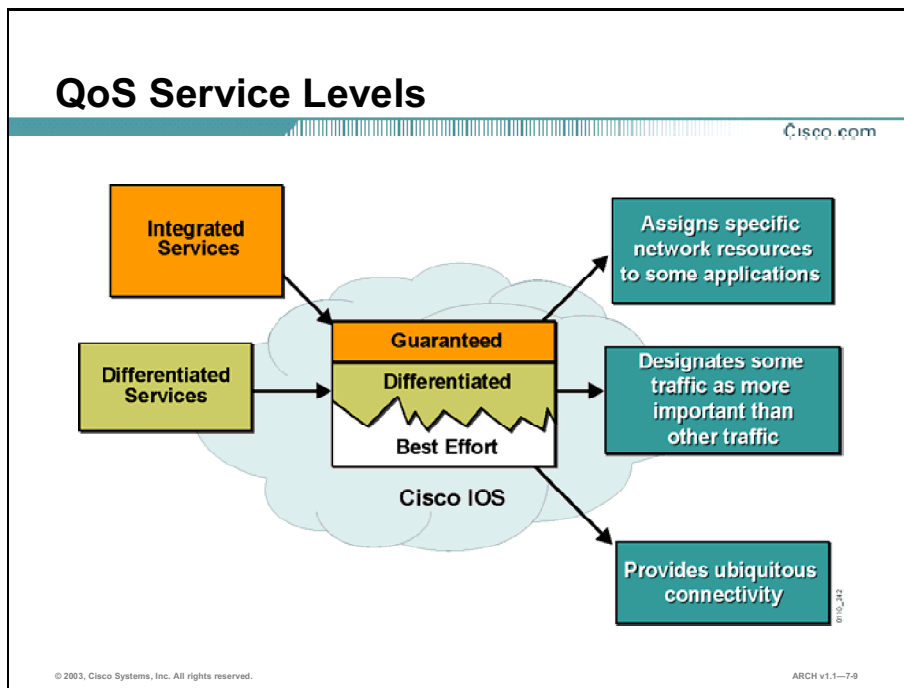 QoS Service Levels
Cisco.com
Integrated
Services
Assigns specific
network resources
to some applications
Guaranteed
Differentiated
Services
Differentiated
Designates some
traffic as more
important than
other traffic
Best Effort
Cisco IOS
Provides ubiquitous
connectivity
0110_242
© 2003, Cisco Systems, Inc. All rights reserved.
ARCH v1.1—7-9